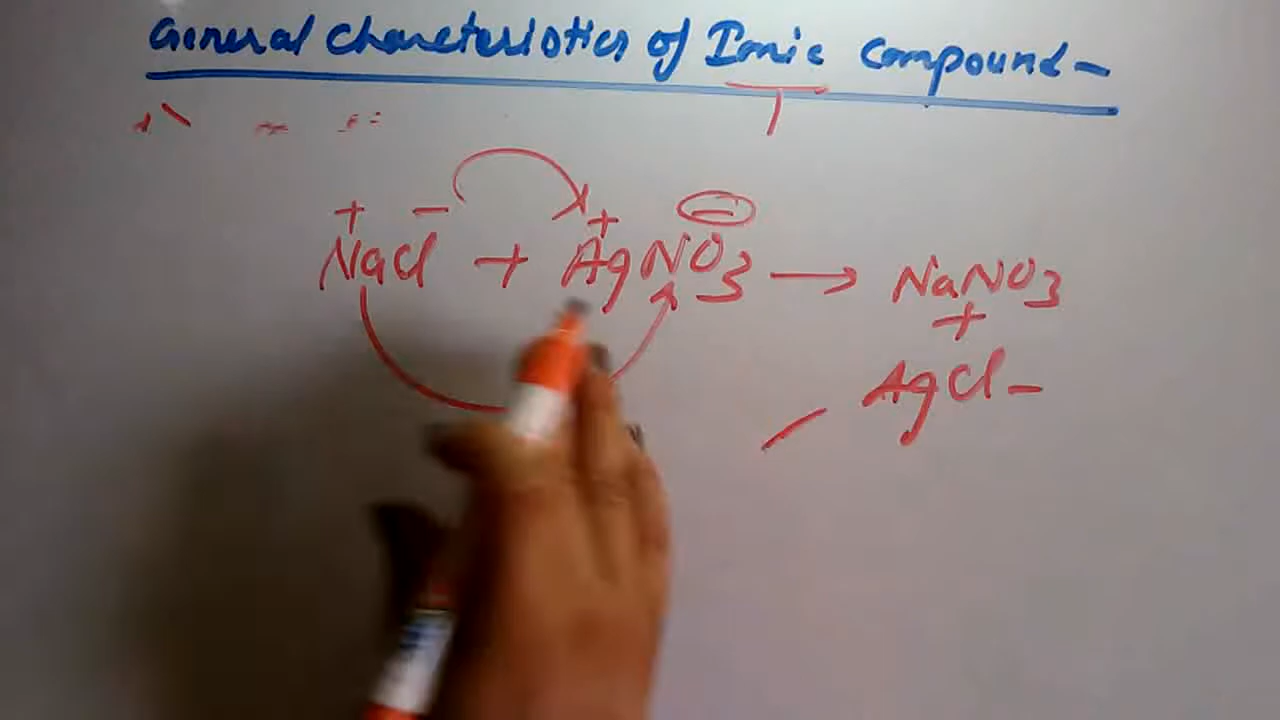 General Characteristics of Ionic Compound -
+ - + -
NaCl + AgNO3 → NaNO3
+
AgCl -